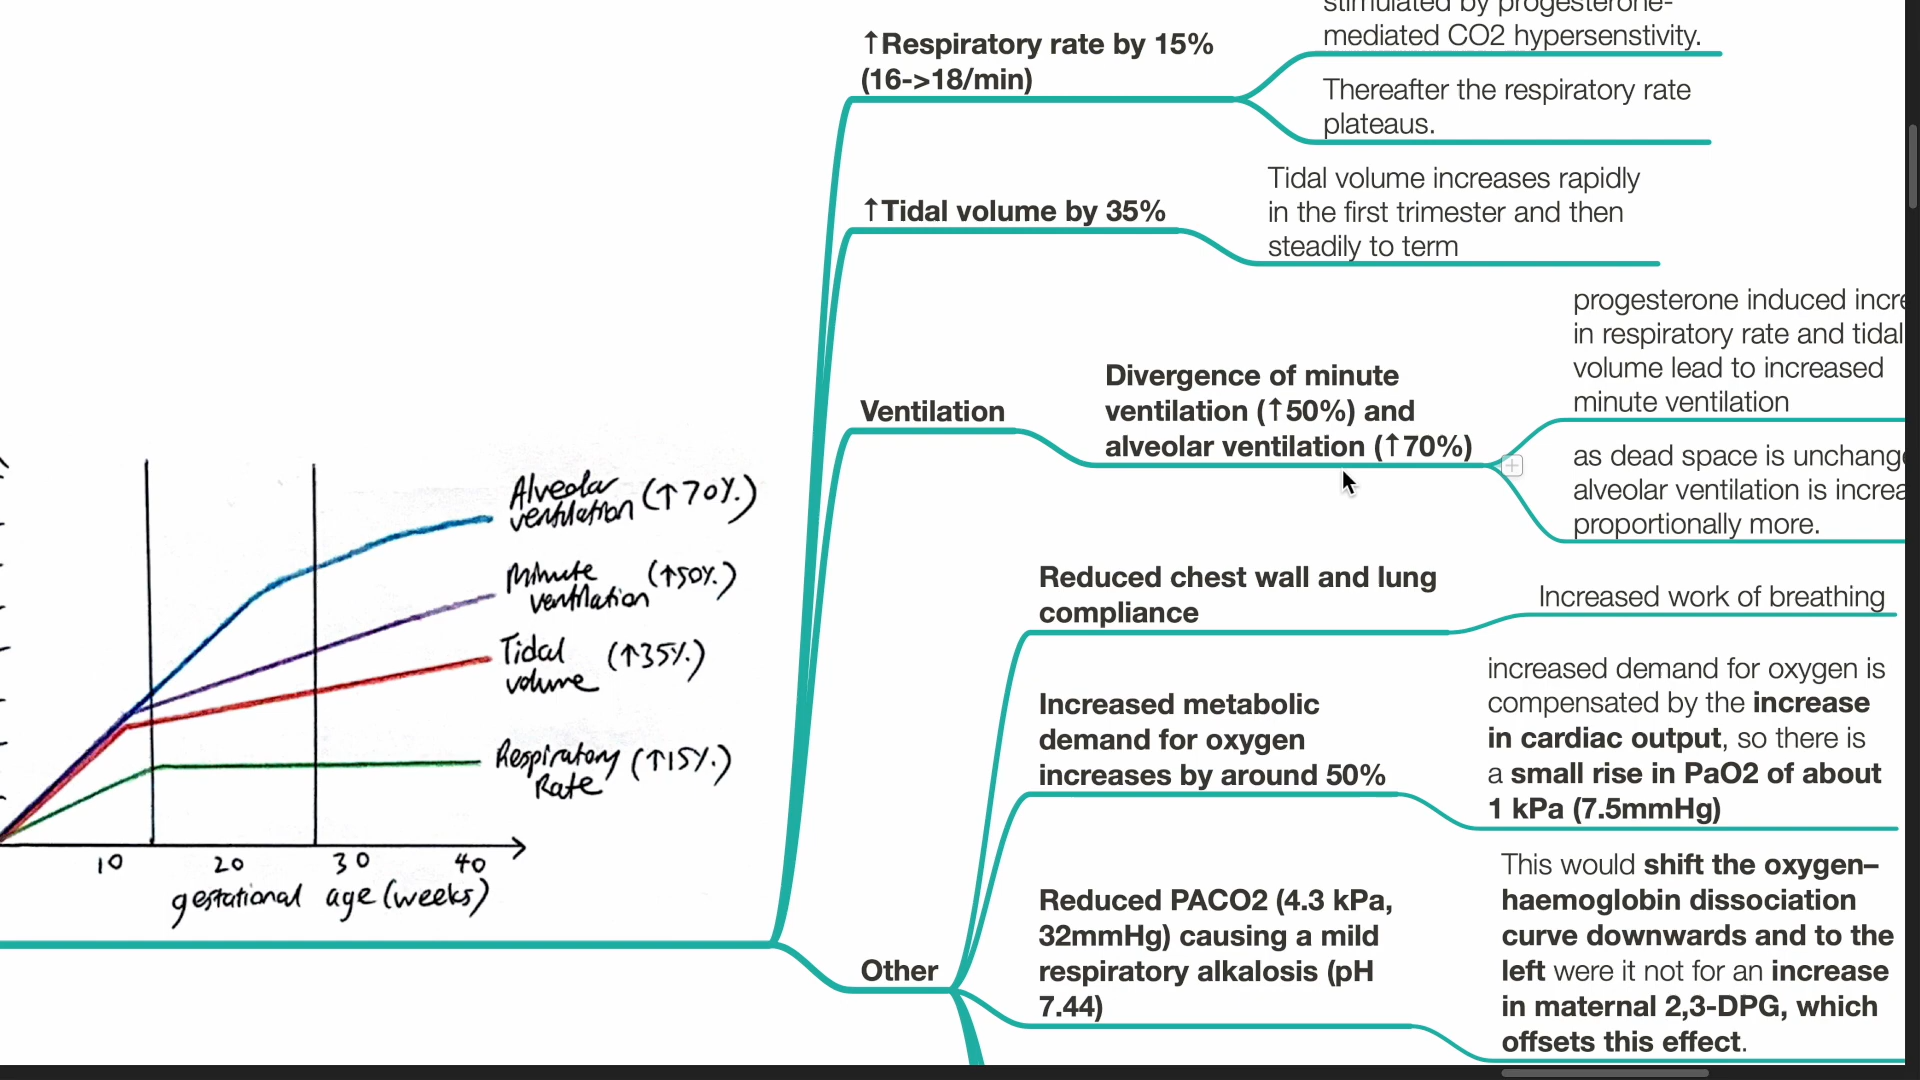 stimulated by progesterone-
mediated CO2 hypersenstivity.
↑Respiratory rate by 15%
(16->18/min)
Thereafter the respiratory rate
plateaus.
↑Tidal volume by 35%
Tidal volume increases rapidly
in the first trimester and then
steadily to term
Ventilation
Divergence of minute
ventilation (↑50%) and
alveolar ventilation (↑70%)
progesterone induced
in respiratory rate and tidal
volume lead to increased
minute ventilation
as dead space is
alveolar ventilation is
proportionally more.
Alveolar
ventilation (↑70%)
Minute
ventilation (↑50%)
Tidal
volume (↑35%)
Respiratory
Rate (↑15%)
10 20 30 40
gestational age (weeks)
Other
Reduced chest wall and lung
compliance
Increased work of breathing
Increased metabolic
demand for oxygen
increases by around 50%
increased demand for oxygen is
compensated by the increase
in cardiac output, so there is
a small rise in PaO2 of about
1 kPa (7.5mmHg)
Reduced PACO2 (4.3 kPa,
32mmHg) causing a mild
respiratory alkalosis (pH
7.44)
This would shift the oxygen–
haemoglobin dissociation
curve downwards and to the
left were it not for an increase
in maternal 2,3-DPG, which
offsets this effect.